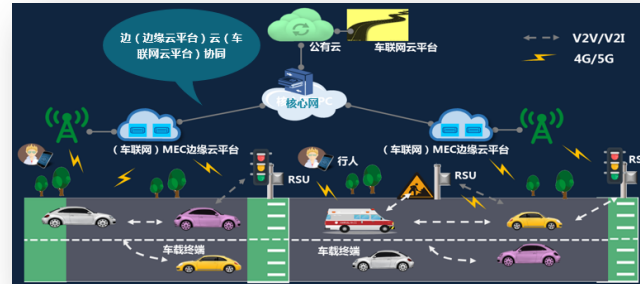 边（边缘云平台）云（车
联网云平台）协同
公有云
车联网云平台
V2V/V2I
4G/5G
核心网
（车联网）MEC边缘云平台
（车联网）MEC边缘云平台
行人
RSU
RSU
RS
车载终端
车载终端